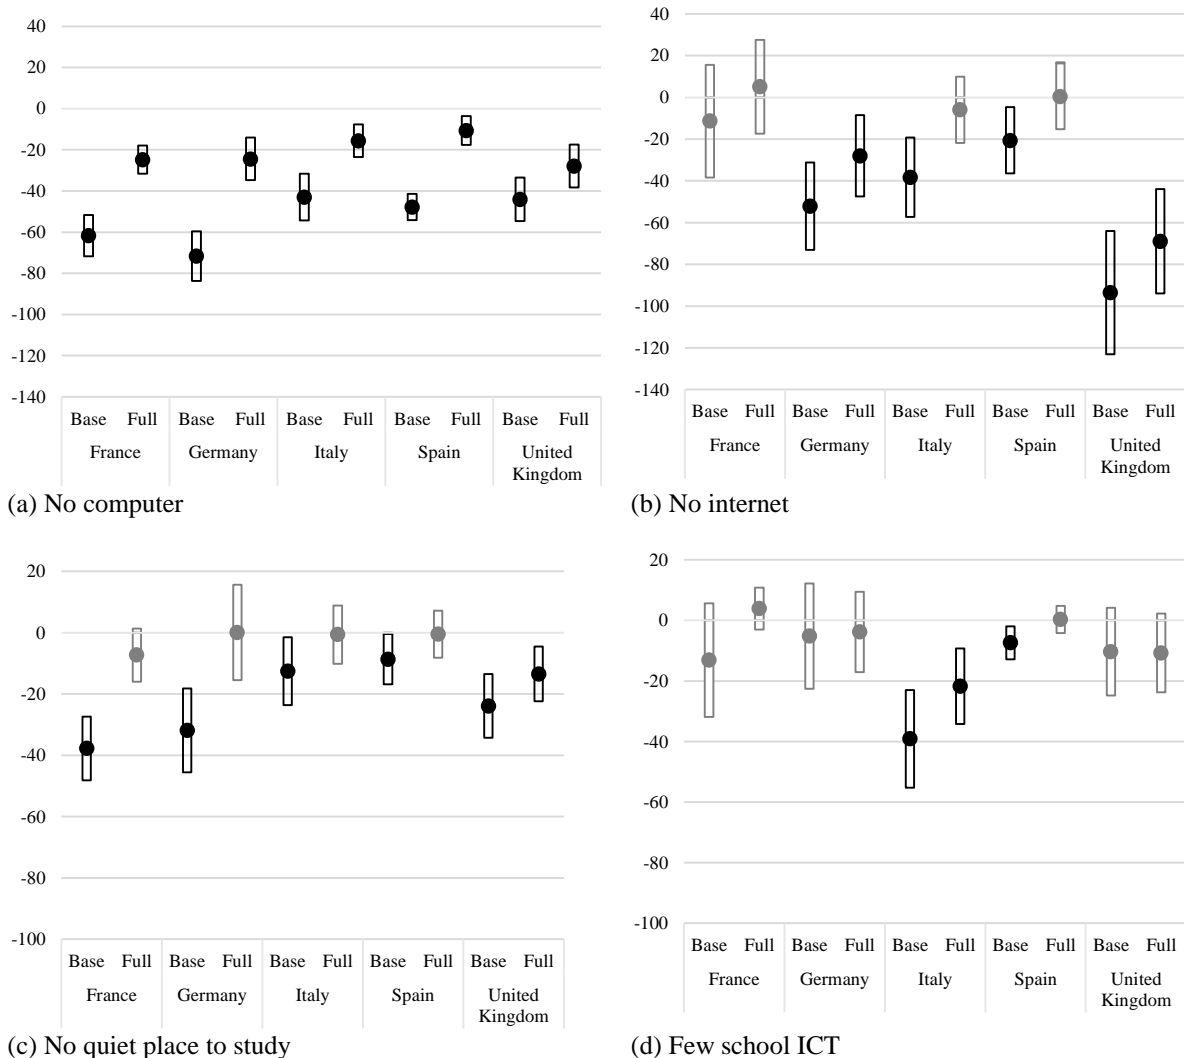 40
20
0
-20
-40
-60
-80
-100
-120
-140
Base Full Base Full Base Full Base Full Base Full
France Germany Italy Spain United
Kingdom
(a) No computer
40
20
0
-20
-40
-60
-80
-100
-120
-140
Base Full Base Full Base Full Base Full Base Full
France Germany Italy Spain United
Kingdom
(b) No internet
20
0
-20
-40
-60
-80
-100
Base Full Base Full Base Full Base Full Base Full
France Germany Italy Spain United
Kingdom
(c) No quiet place to study
20
0
-20
-40
-60
-80
-100
Base Full Base Full Base Full Base Full Base Full
France Germany Italy Spain United
Kingdom
(d) Few school ICT